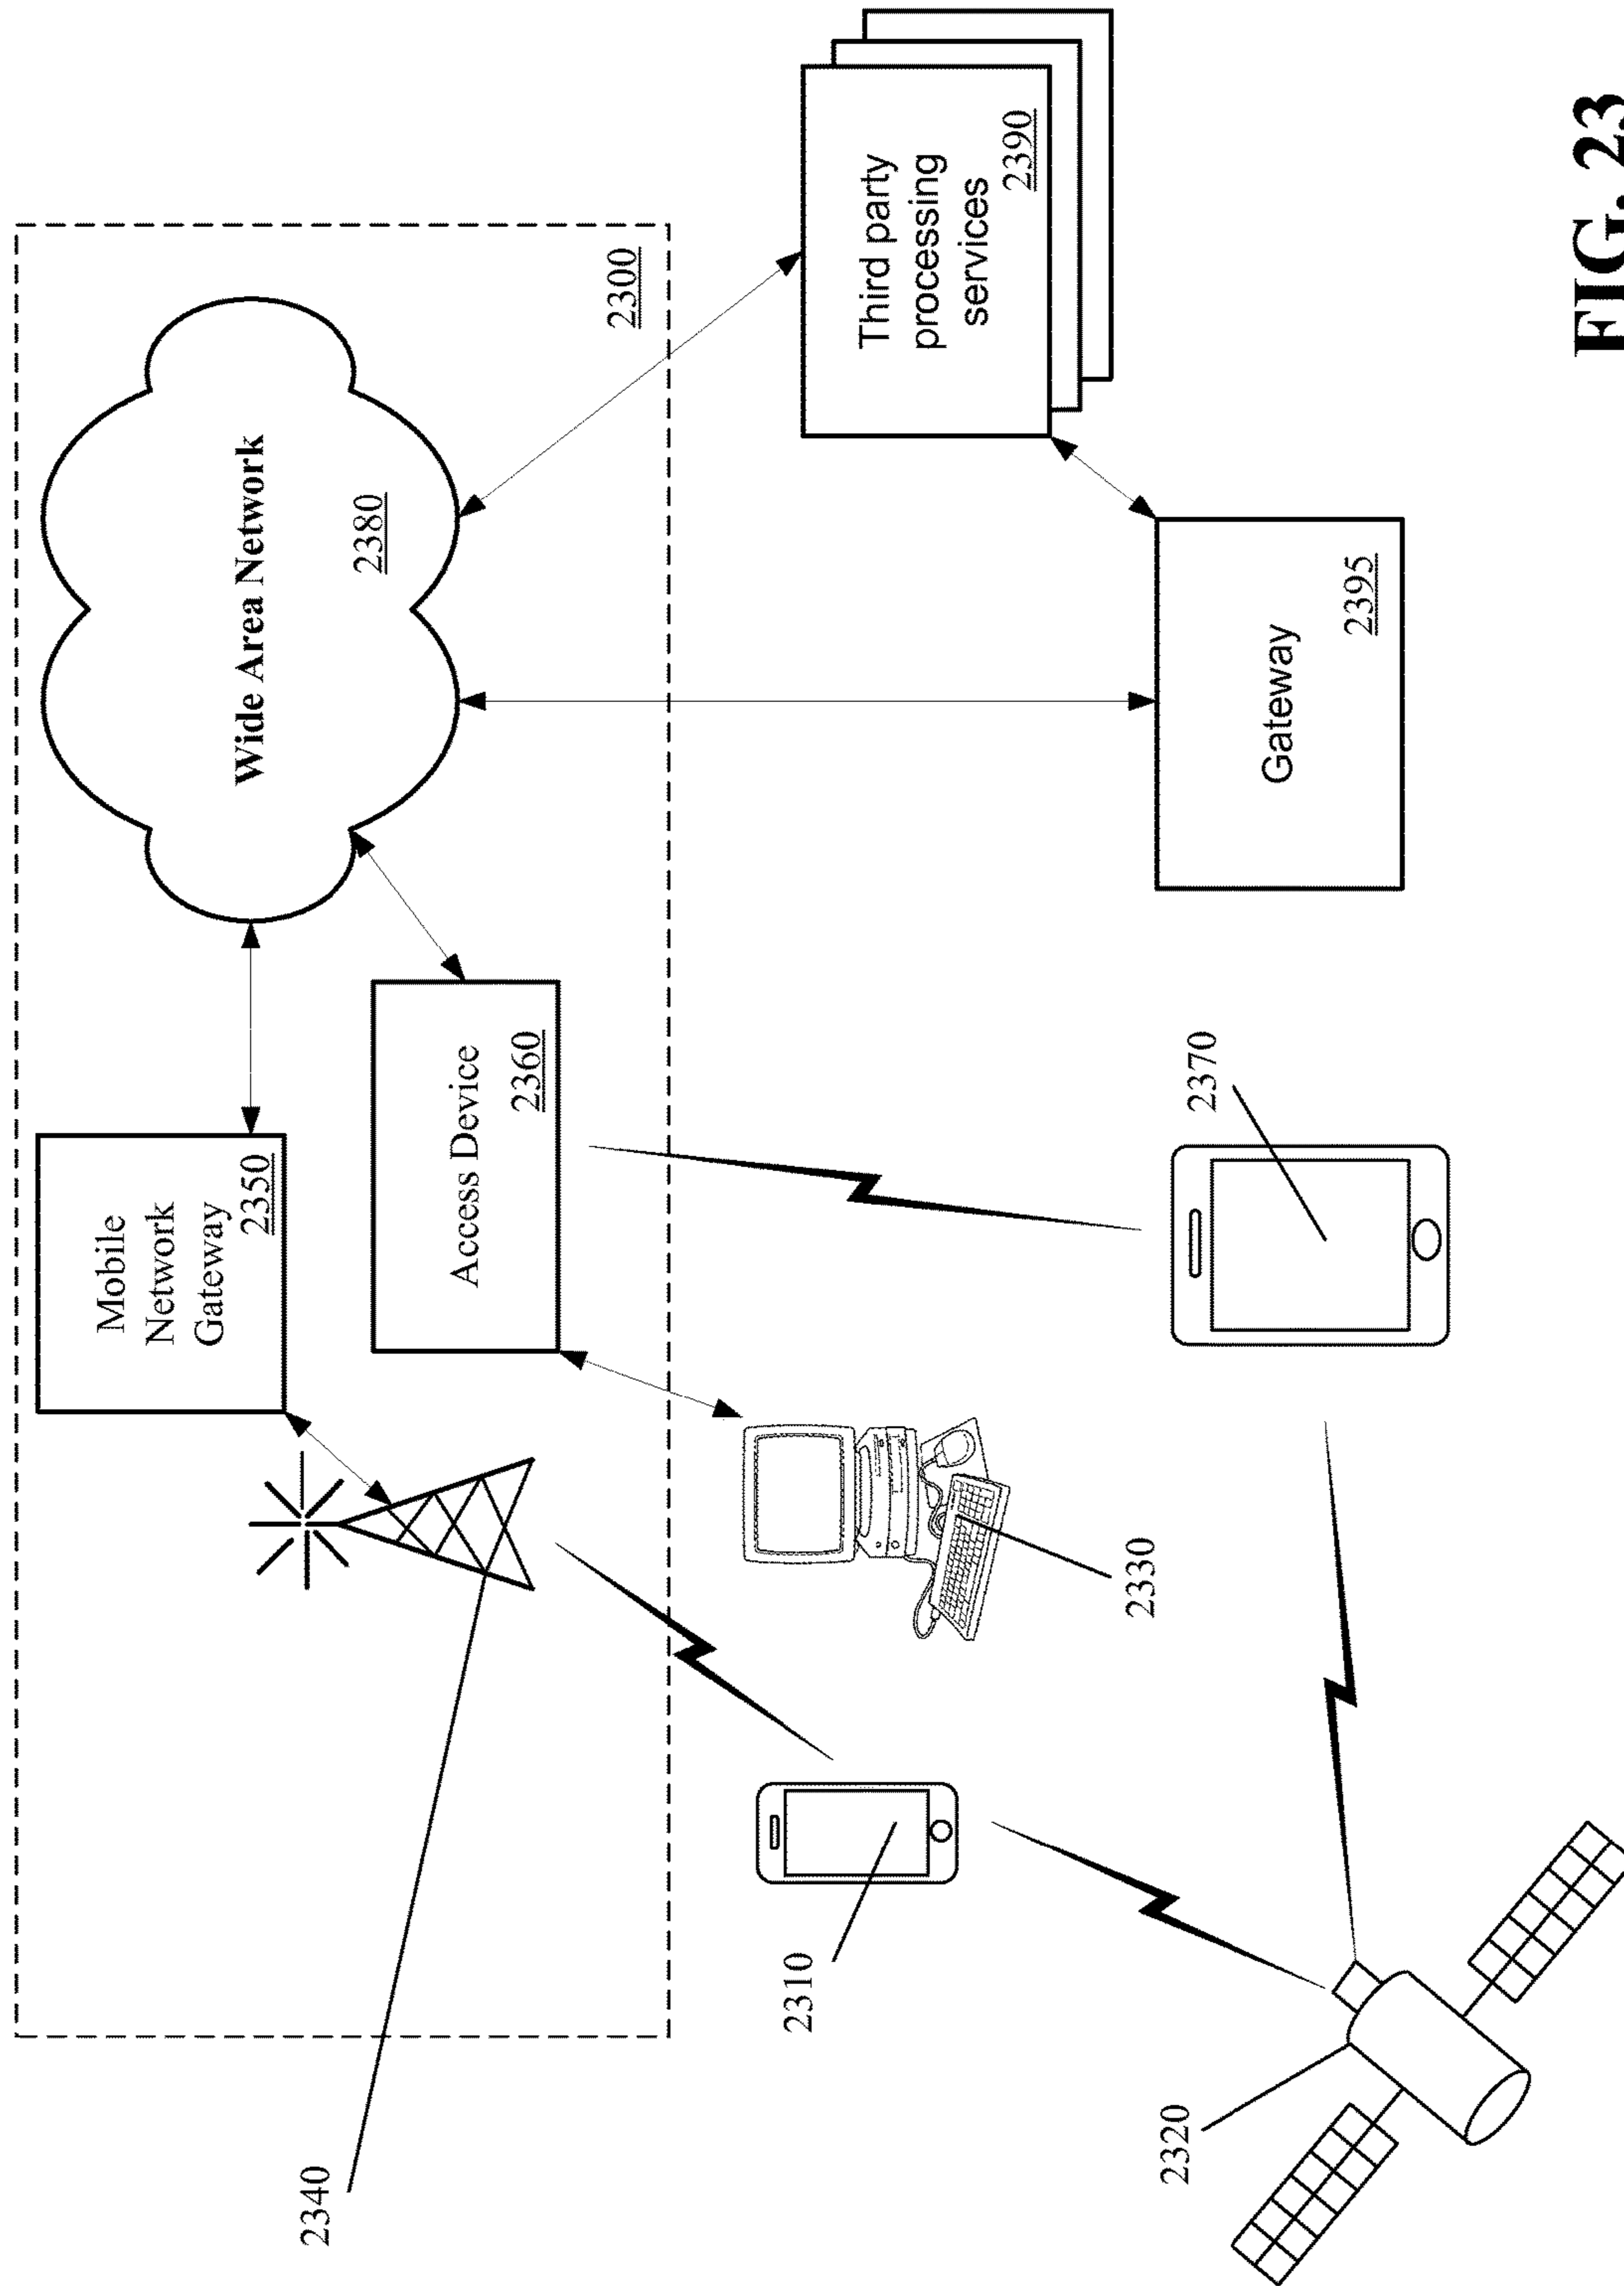 Mobile
Network
Gateway
2350
Wide Area Network
2380
2340
Access Device
2360
2300
2310
2330
2370
Third party
processing
services
2390
2320
Gateway
2395
FIG. 23